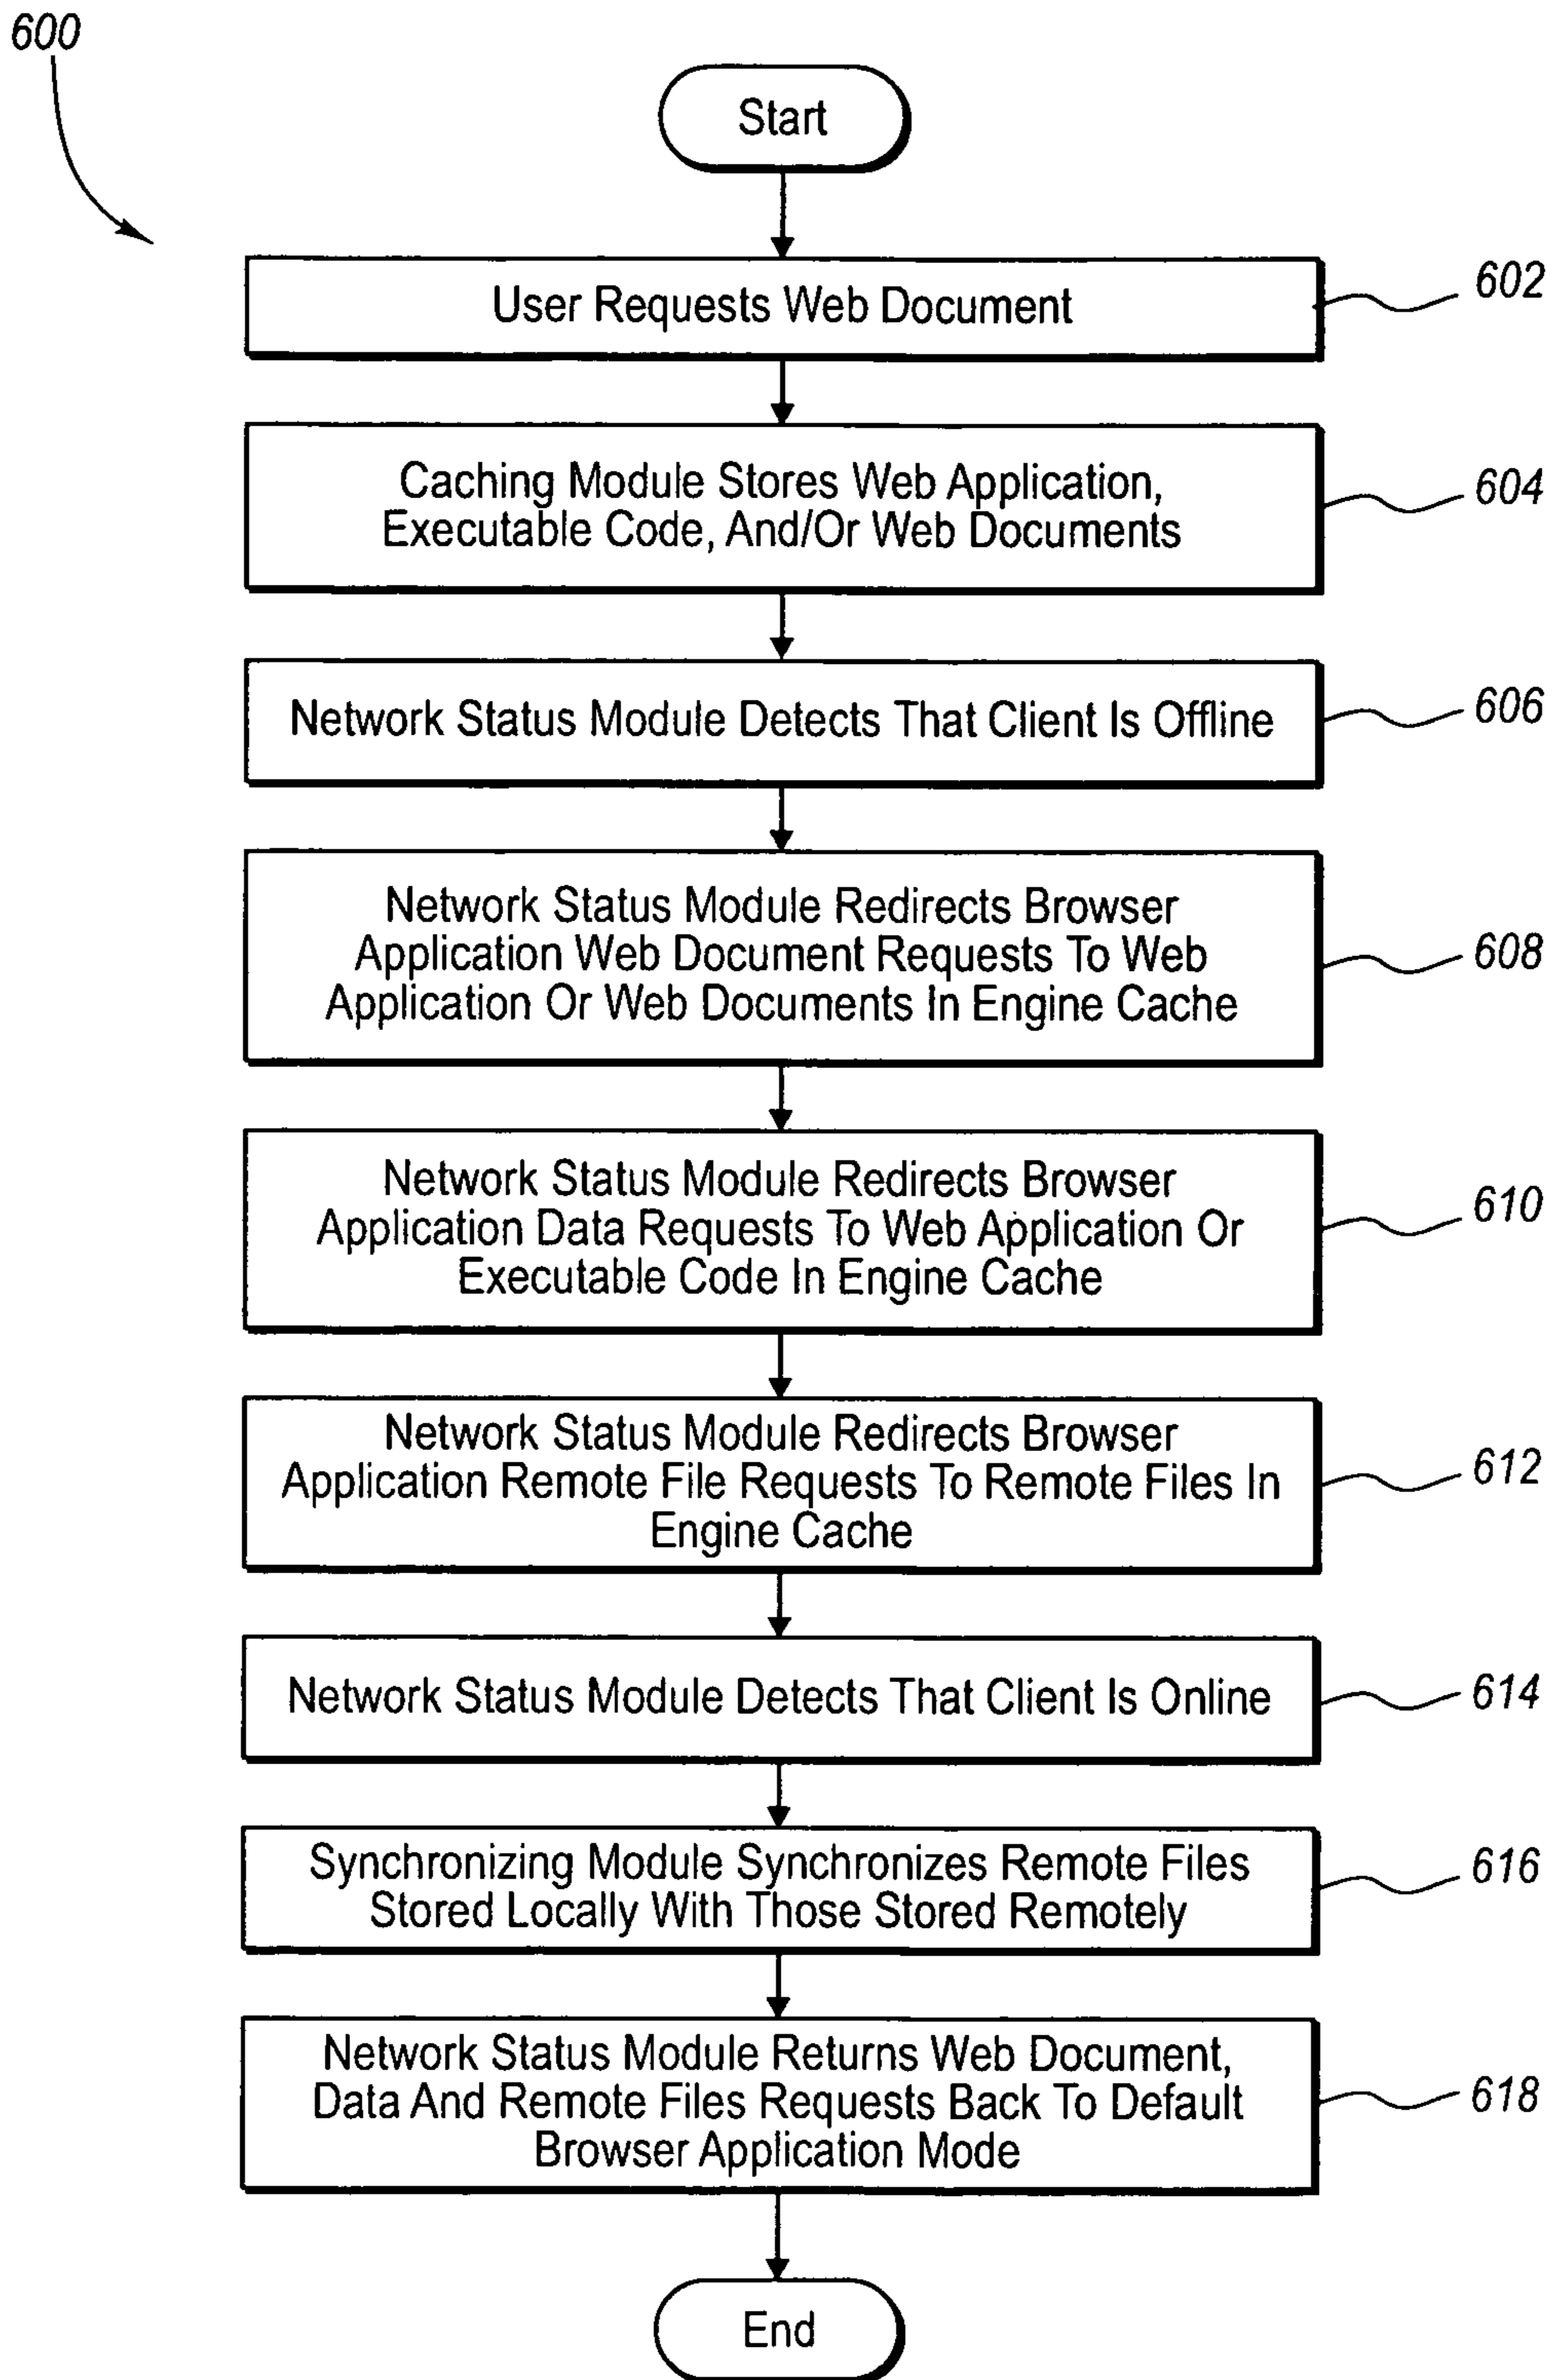 600
Start
User Requests Web Document
602
Caching Module Stores Web Application,
Executable Code, And/Or Web Documents
604
Network Status Module Detects That Client Is Offline
606
Network Status Module Redirects Browser
Application Web Document Requests To Web
Application Or Web Documents In Engine Cache
608
Network Status Module Redirects Browser
Application Data Requests To Web Application Or
Executable Code In Engine Cache
610
Network Status Module Redirects Browser
Application Remote File Requests To Remote Files In
Engine Cache
612
Network Status Module Detects That Client Is Online
614
Synchronizing Module Synchronizes Remote Files
Stored Locally With Those Stored Remotely
616
Network Status Module Returns Web Document,
Data And Remote Files Requests Back To Default
Browser Application Mode
618
End